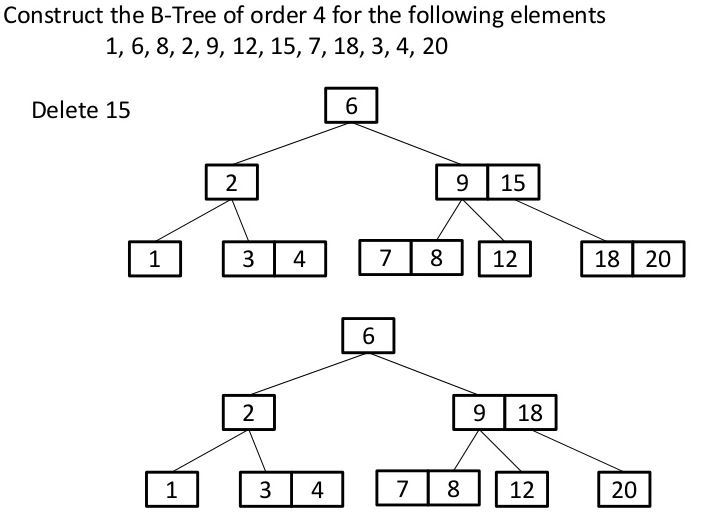 Construct the B-Tree of order 4 for the following elements
1, 6, 8, 2, 9, 12, 15, 7, 18, 3, 4, 20
Delete 15
6
2 9 15
1 3 4 7 8 12 18 20
6
2 9 18
1 3 4 7 8 12 20